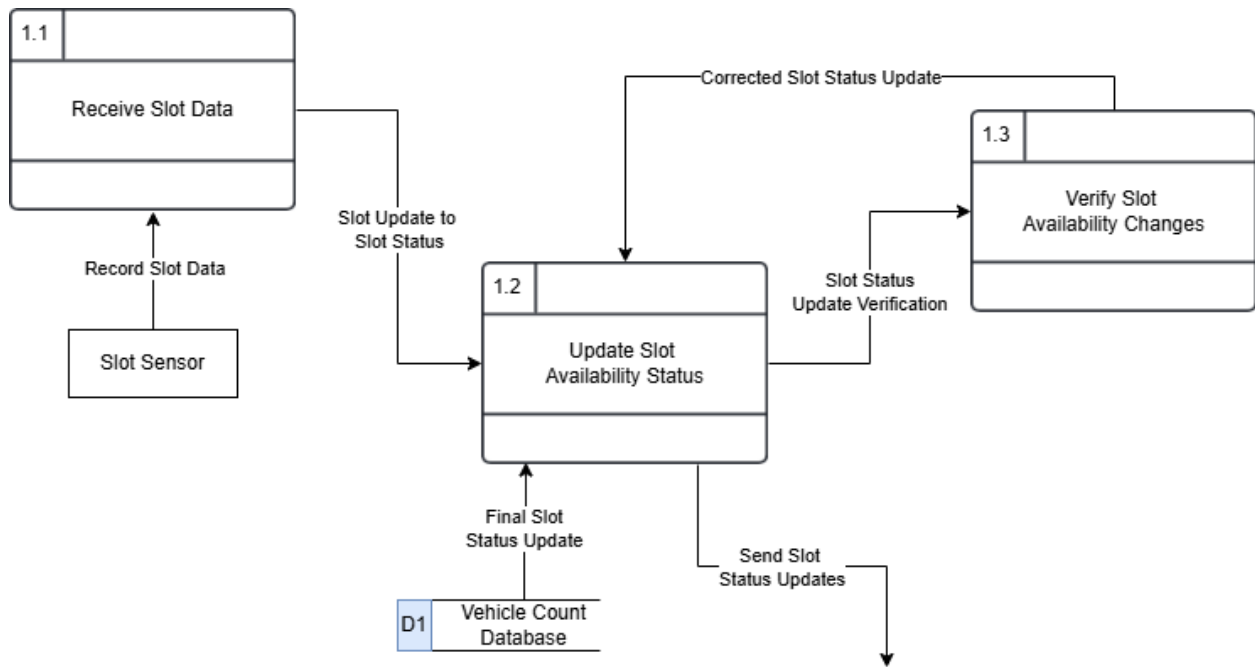 1.1
Receive Slot Data
Corrected Slot Status Update
1.3
Verify Slot
Availability Changes
Slot Update to
Slot Status
Record Slot Data
Slot Sensor
1.2
Update Slot
Availability Status
Slot Status
Update Verification
Final Slot
Status Update
Send Slot
Status Updates
D1
Vehicle Count
Database